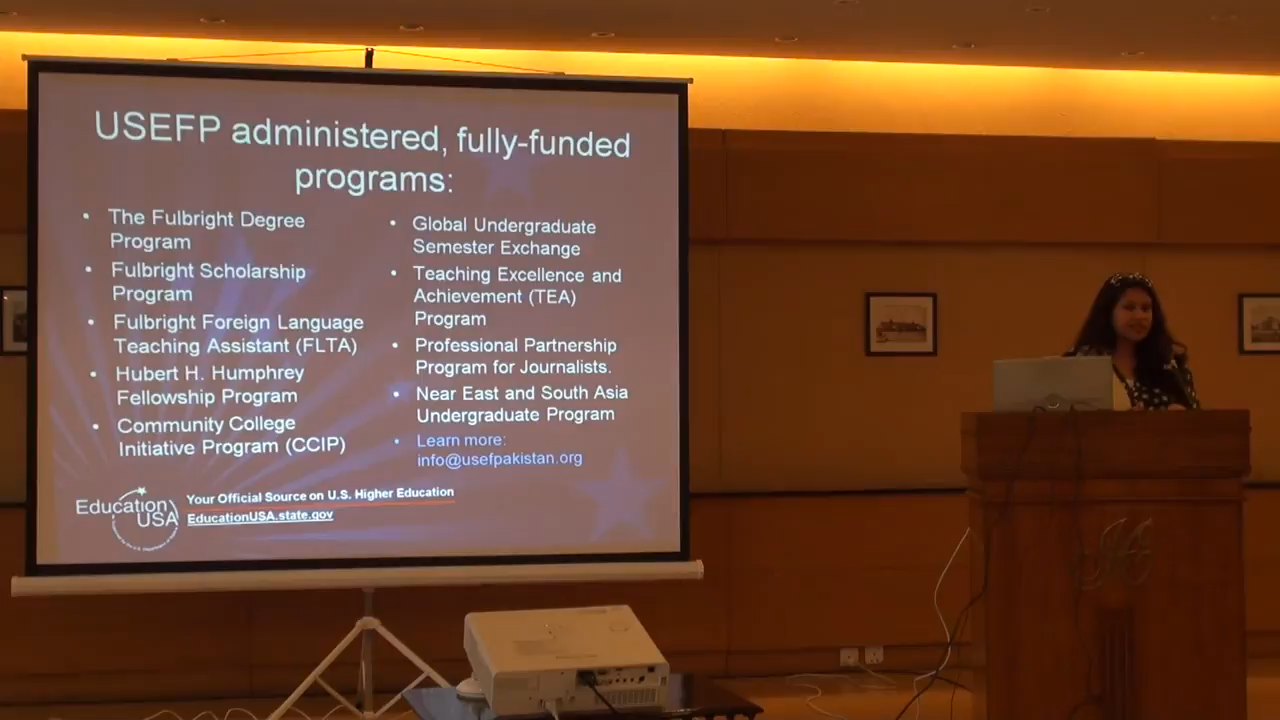 USEFP administered, fully-funded
programs:
• The Fulbright Degree
Program
• Fulbright Scholarship
Program
• Fulbright Foreign Language
Teaching Assistant (FLTA)
• Hubert H. Humphrey
Fellowship Program
• Community College
Initiative Program (CCIP)
• Global Undergraduate
Semester Exchange
• Teaching Excellence and
Achievement (TEA)
Program
• Professional Partnership
Program for Journalists.
• Near East and South Asia
Undergraduate Program
• Learn more:
info@usefpakistan.org
Education
USA
Your Official Source on U.S. Higher Education
EducationUSA.state.gov